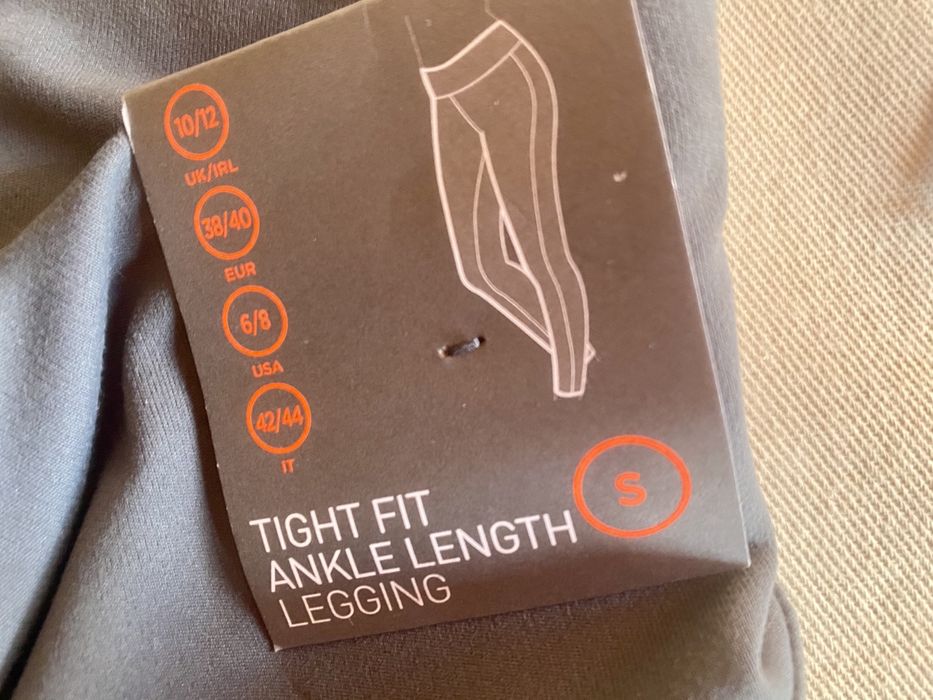 10/12
UK/IRL
38/40
EUR
6/8
USA
42/44
IT
TIGHT FIT
ANKLE LENGTH
LEGGING
S